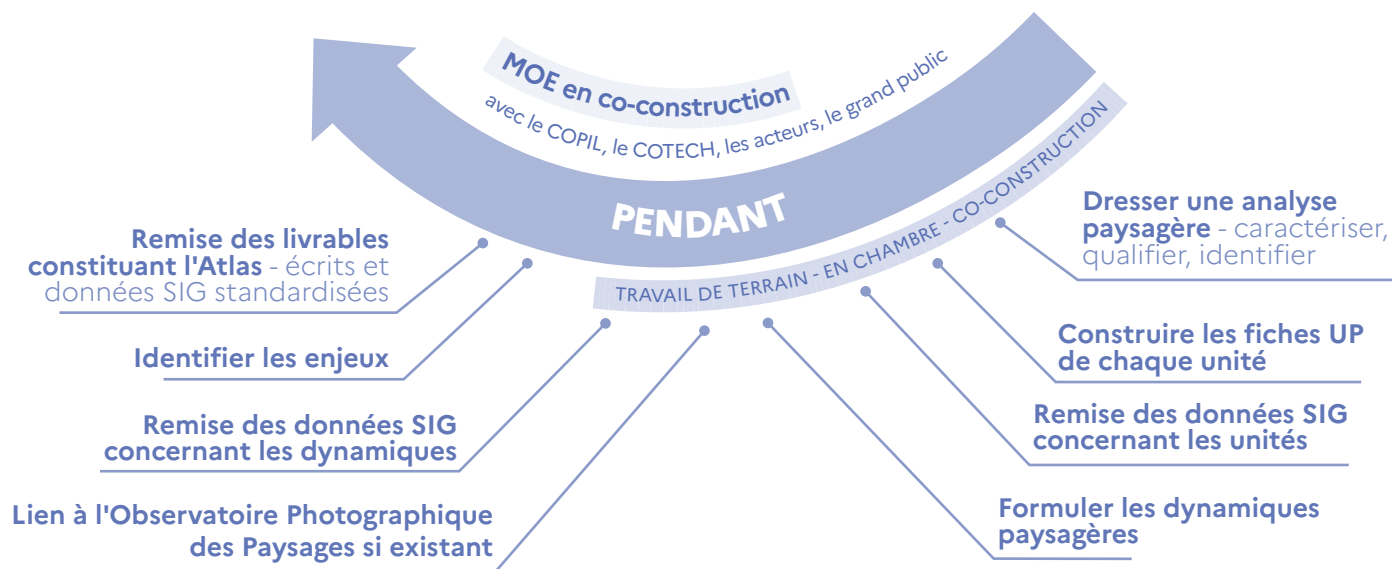 MOE en co-construction
avec le COPIL, le COTECH, les acteurs, le grand public
PENDANT
TRAVAIL DE TERRAIN - EN CHAMBRE - CO-CONSTRUCTION
Dresser une analyse
paysagère - caractériser,
qualifier, identifier
Construire les fiches UP
de chaque unité
Remise des données SIG
concernant les unités
Formuler les dynamiques
paysagères
Lien à l'Observatoire Photographique
des Paysages si existant
Remise des données SIG
concernant les dynamiques
Identifier les enjeux
Remise des livrables
constituant l'Atlas - écrits et
données SIG standardisées